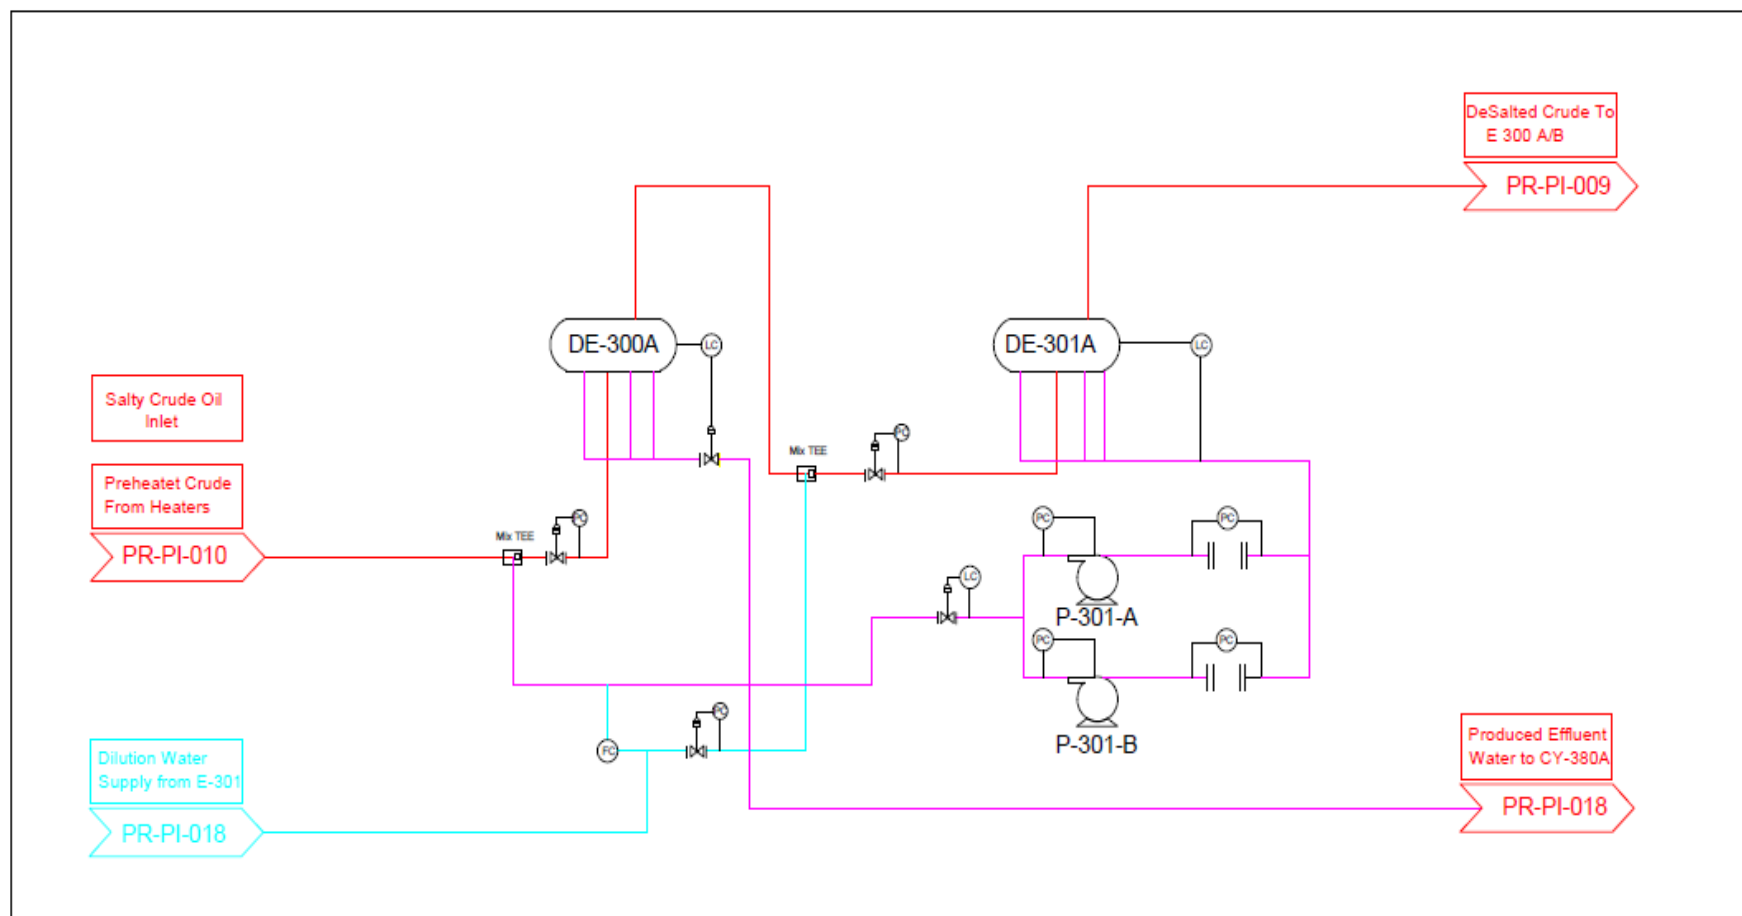 DeSalted Crude To
E 300 A/B
PR-PI-009
DE-300A
LC
DE-301A
LC
Salty Crude Oil
Inlet
Mix TEE
PC
Preheatet Crude
From Heaters
PR-PI-010
Mix TEE
PC
PC
PC
LC
P-301-A
PC
PC
P-301-B
PC
FC
Dilution Water
Supply from E-301
PR-PI-018
Produced Effluent
Water to CY-380A
PR-PI-018